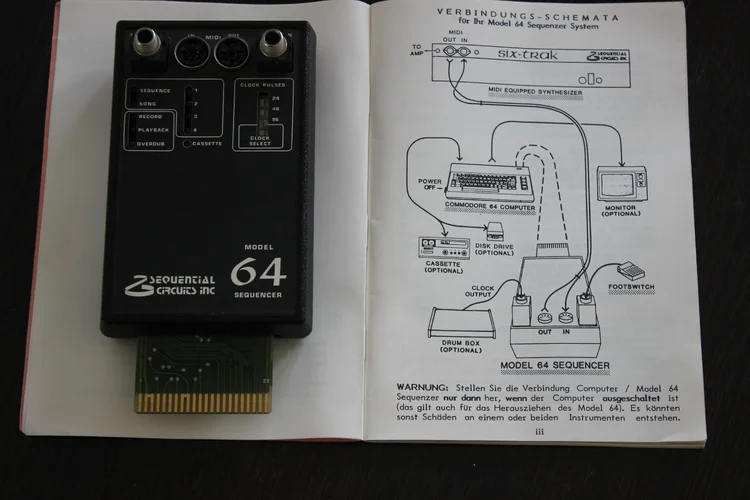 MIDI
SEQUENCE
SONG
RECORD
PLAYBACK
OVERDUB
1
2
3
4
CASSETTE
CLOCK PULSES
24
48
96
CLOCK
SELECT
MODEL
64
SEQUENCER
SEQUENTIAL
CIRCUITS INC
VERBINDUNGS-SCHEMATA
für Ihr Model 64 Sequenzer System
MIDI
OUT IN
TO
AMP
six-trak
SEQUENTIAL
CIRCUITS INC
MIDI EQUIPPED SYNTHESIZER
POWER
OFF
COMMODORE 64 COMPUTER
MONITOR
(OPTIONAL)
DISK DRIVE
(OPTIONAL)
CASSETTE
(OPTIONAL)
CLOCK
OUTPUT
FOOTSWITCH
DRUM BOX
(OPTIONAL)
OUT IN
MODEL 64 SEQUENCER
WARNUNG: Stellen Sie die Verbindung Computer / Model 64
Sequenzer nur dann her, wenn der Computer ausgeschaltet ist
(das gilt auch für das Herausziehen des Model 64). Es könnten
sonst Schäden an einem oder beiden Instrumenten entstehen.
iii